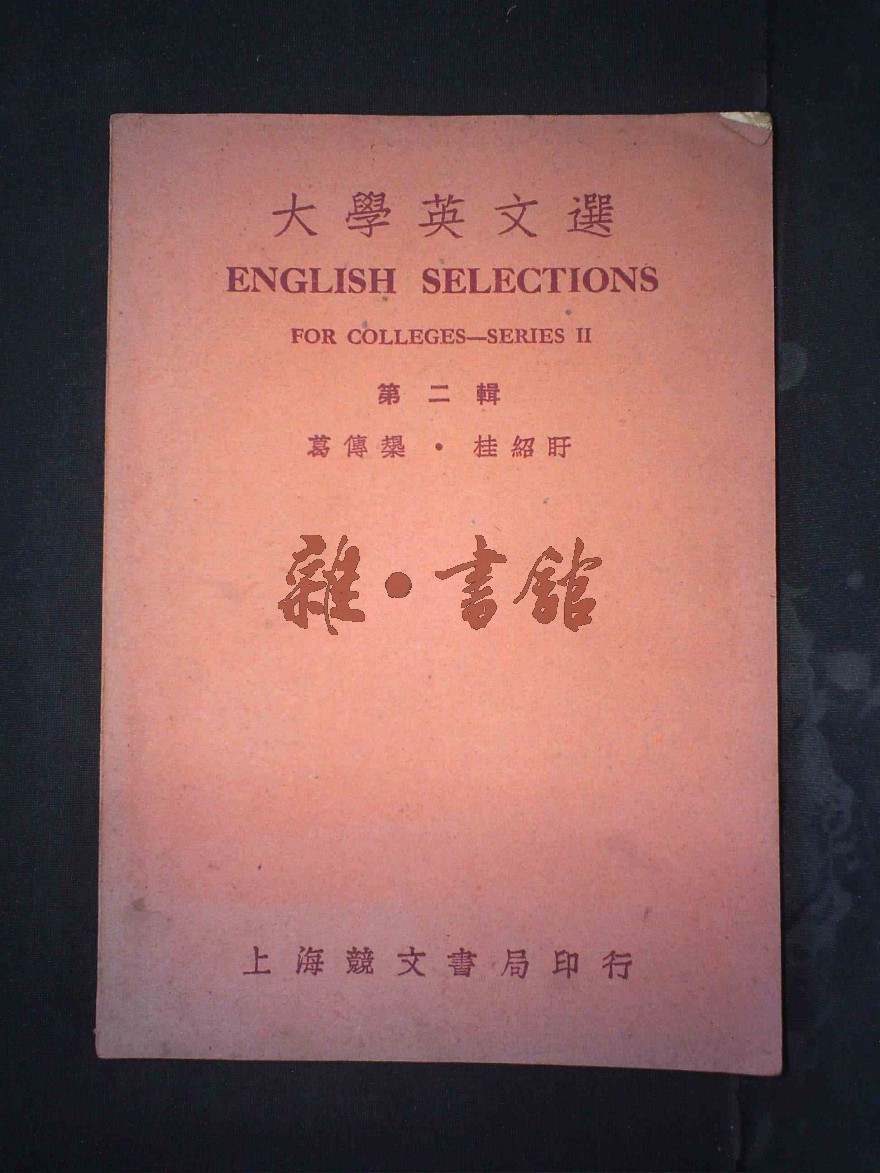 大學英文選
ENGLISH SELECTIONS
FOR COLLEGES—SERIES II
第二輯
葛傳槼・桂紹盱
雜・書館
上海競文書局印行